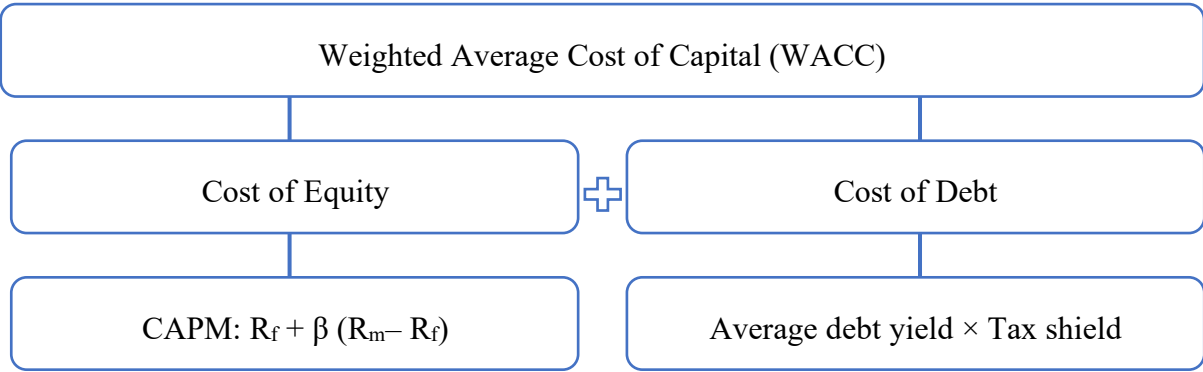 Weighted Average Cost of Capital (WACC)
Cost of Equity
Cost of Debt
CAPM: Rf + β (Rm– Rf)
Average debt yield × Tax shield